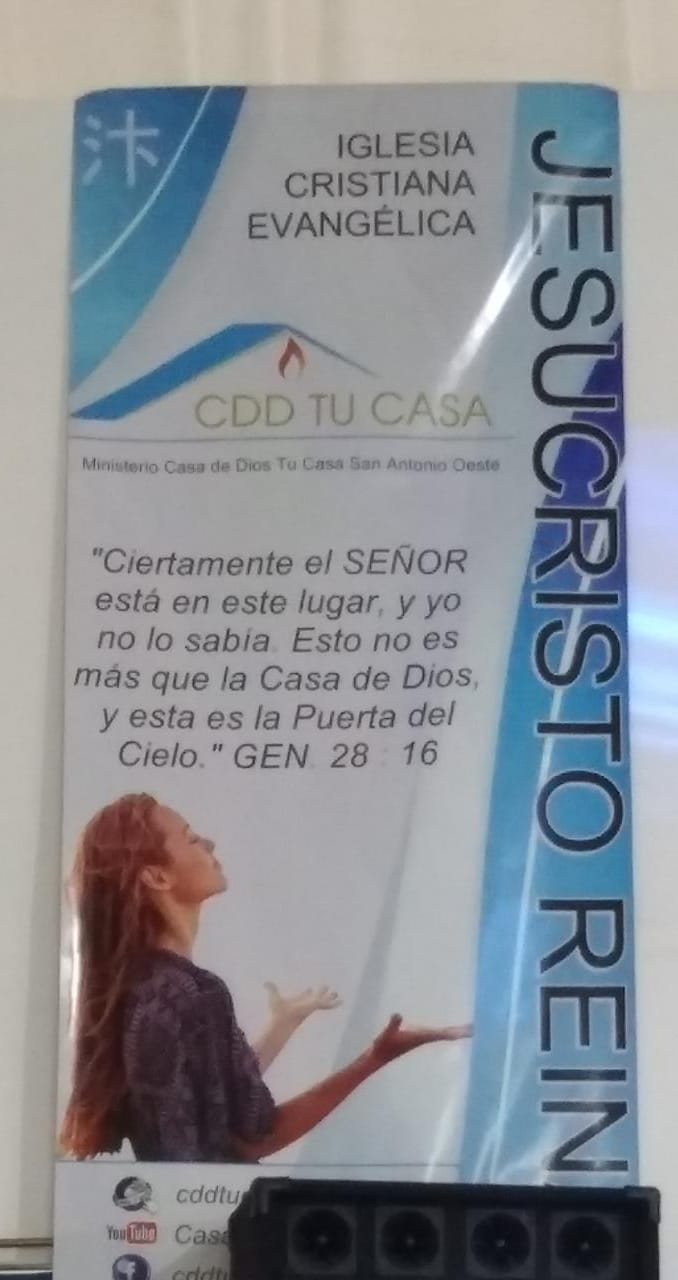 汴
IGLESIA
CRISTIANA
EVANGÉLICA
CDD TU CASA
Ministerio Casa de Dios Tu Casa San Antonio Oeste
"Ciertamente el SEÑOR
está en este lugar, y yo
no lo sabía. Esto no es
más que la Casa de Dios,
y esta es la Puerta del
Cielo." GEN. 28 : 16
JESUCRISTO REIN
cddtu
YouTube Casa
f cddtu